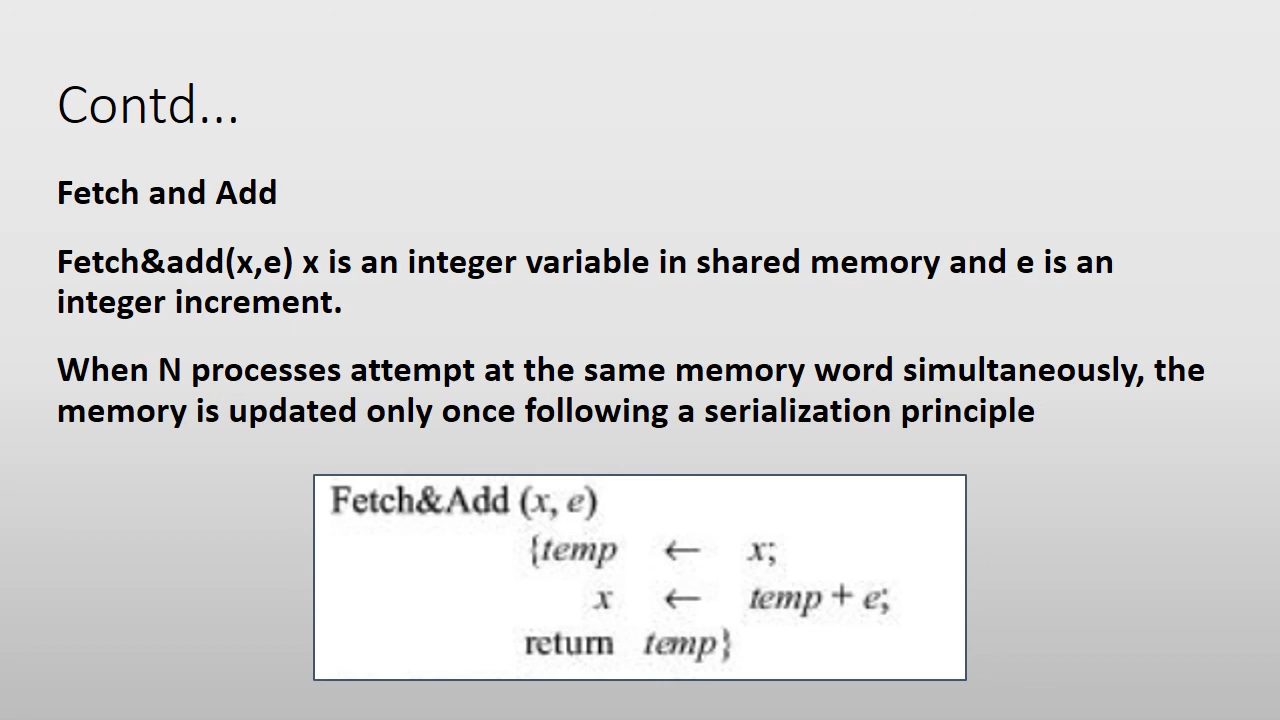 Contd...
Fetch and Add
Fetch&add(x,e) x is an integer variable in shared memory and e is an
integer increment.
When N processes attempt at the same memory word simultaneously, the
memory is updated only once following a serialization principle
Fetch&Add (x, e)
{temp ← x;
x ← temp + e;
return temp}